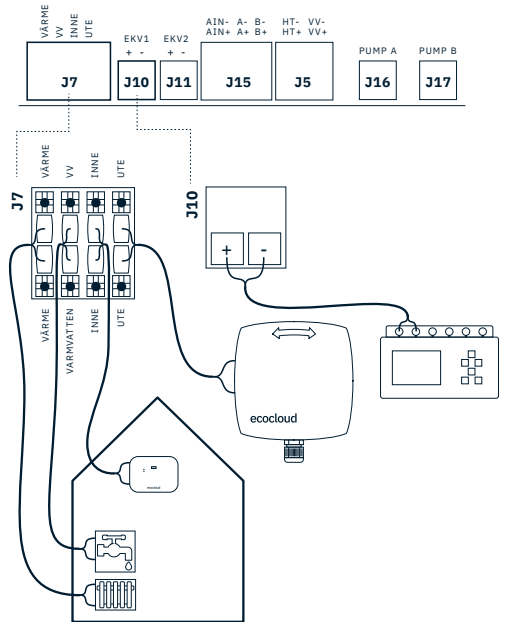 VÄRME
VV
INNE
UTE
EKV1
+ -
EKV2
+ -
AIN- A- B-
AIN+ A+ B+
HT- VV-
HT+ VV+
PUMP A
PUMP B
J7
J10
J11
J15
J5
J16
J17
VÄRME
VV
INNE
UTE
J7
J10
+ -
VÄRME
VARMVATTEN
INNE
UTE
ecocloud
ecocloud